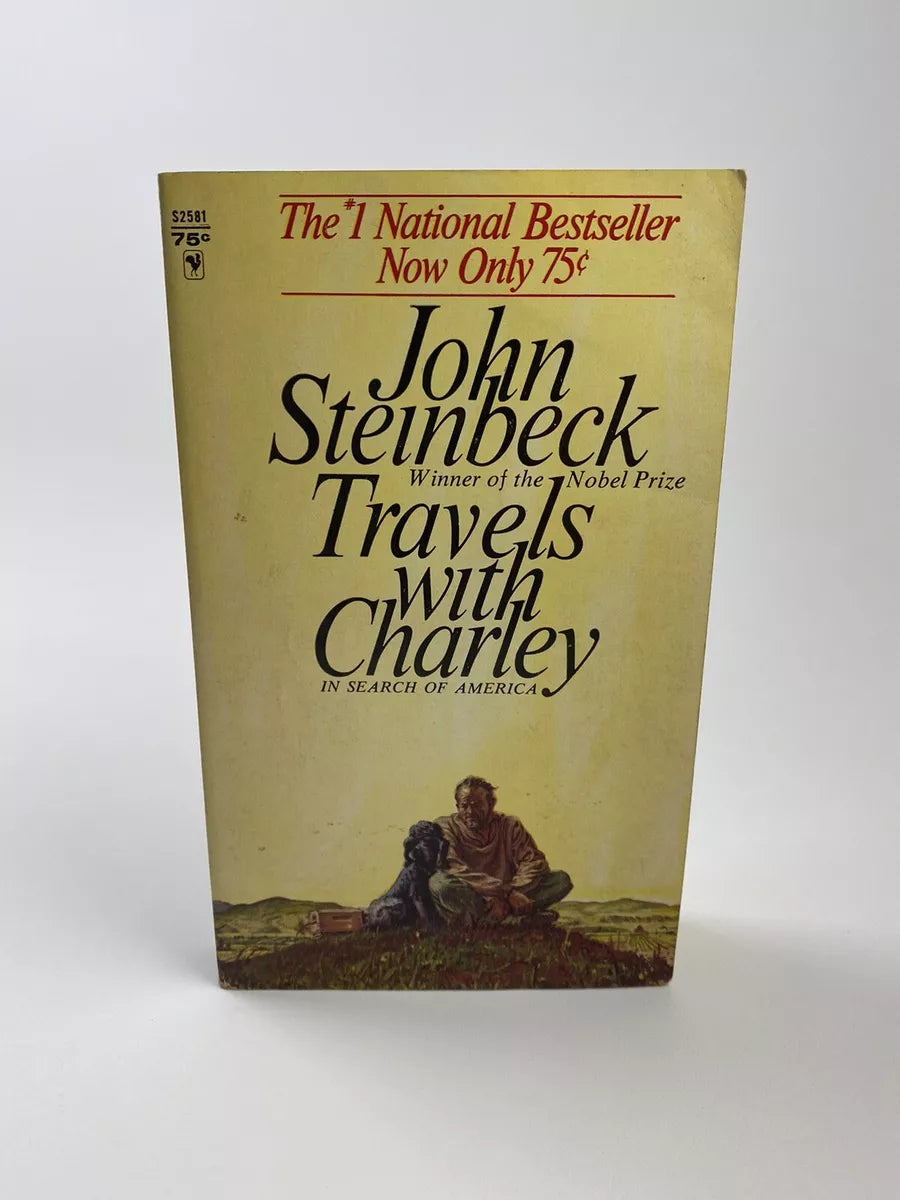 S2581
75¢
The #1 National Bestseller
Now Only 75¢
John
Steinbeck
Winner of the Nobel Prize
Travels
with
Charley
IN SEARCH OF AMERICA